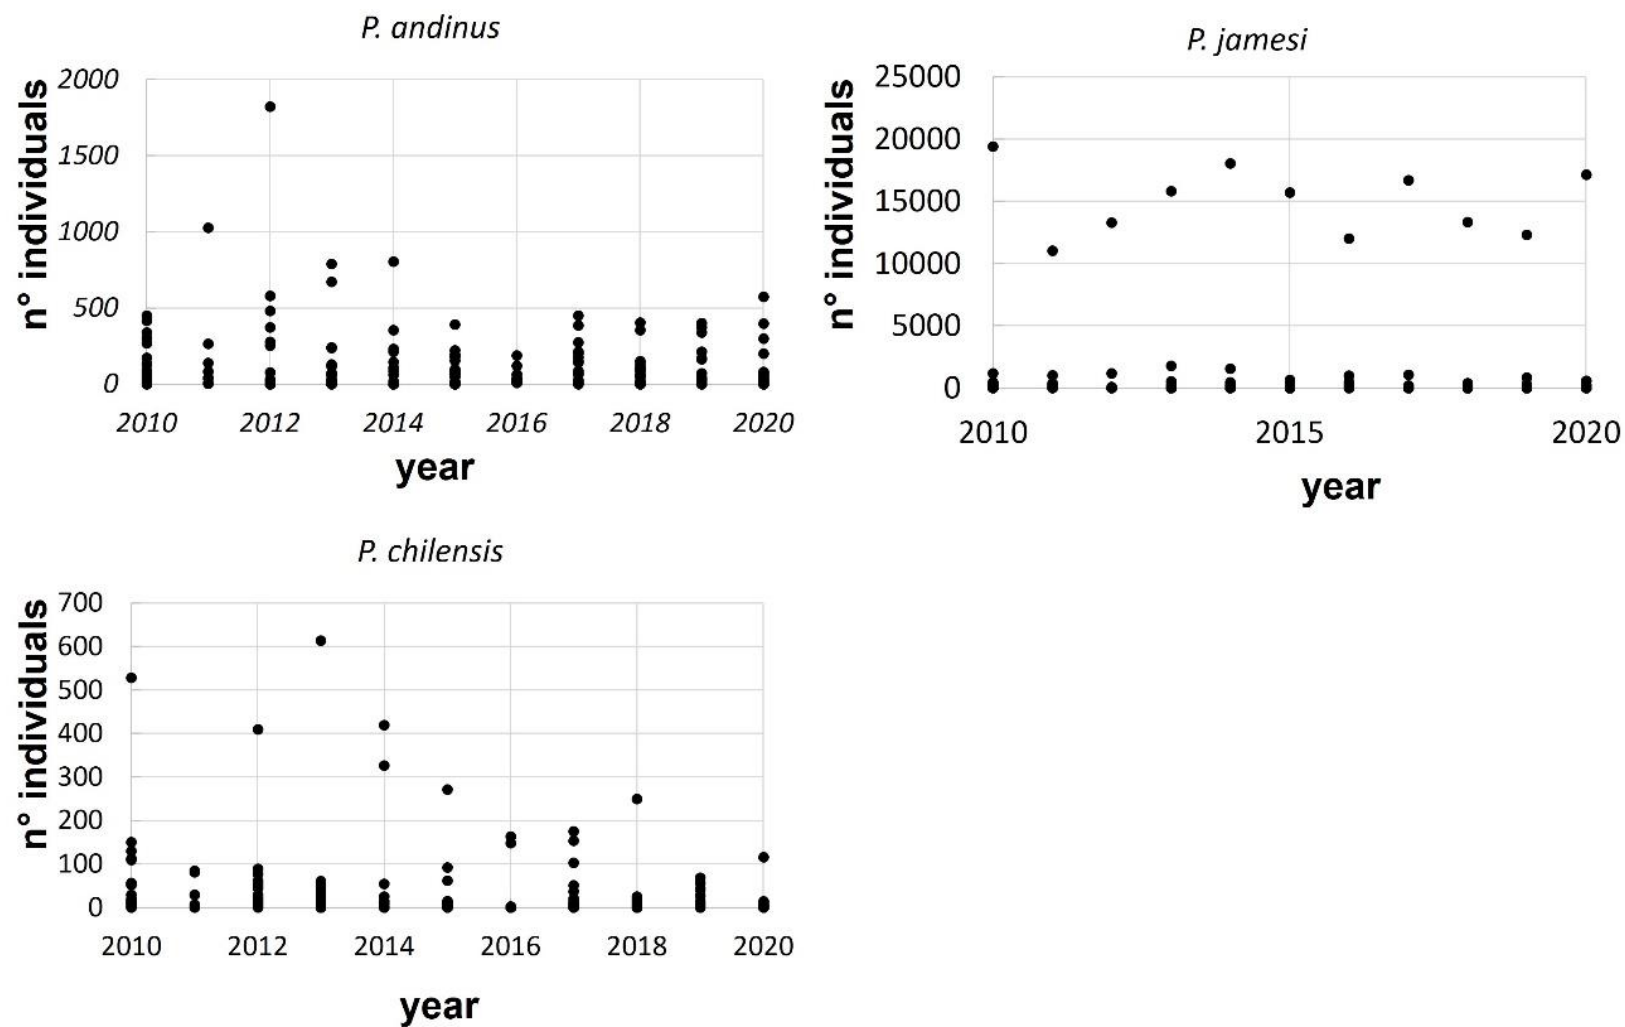 P. andinus
n° individuals
2000
1500
1000
500
0
2010 2012 2014 2016 2018 2020
year
P. jamesi
n° individuals
25000
20000
15000
10000
5000
0
2010 2015 2020
year
P. chilensis
n° individuals
700
600
500
400
300
200
100
0
2010 2012 2014 2016 2018 2020
year